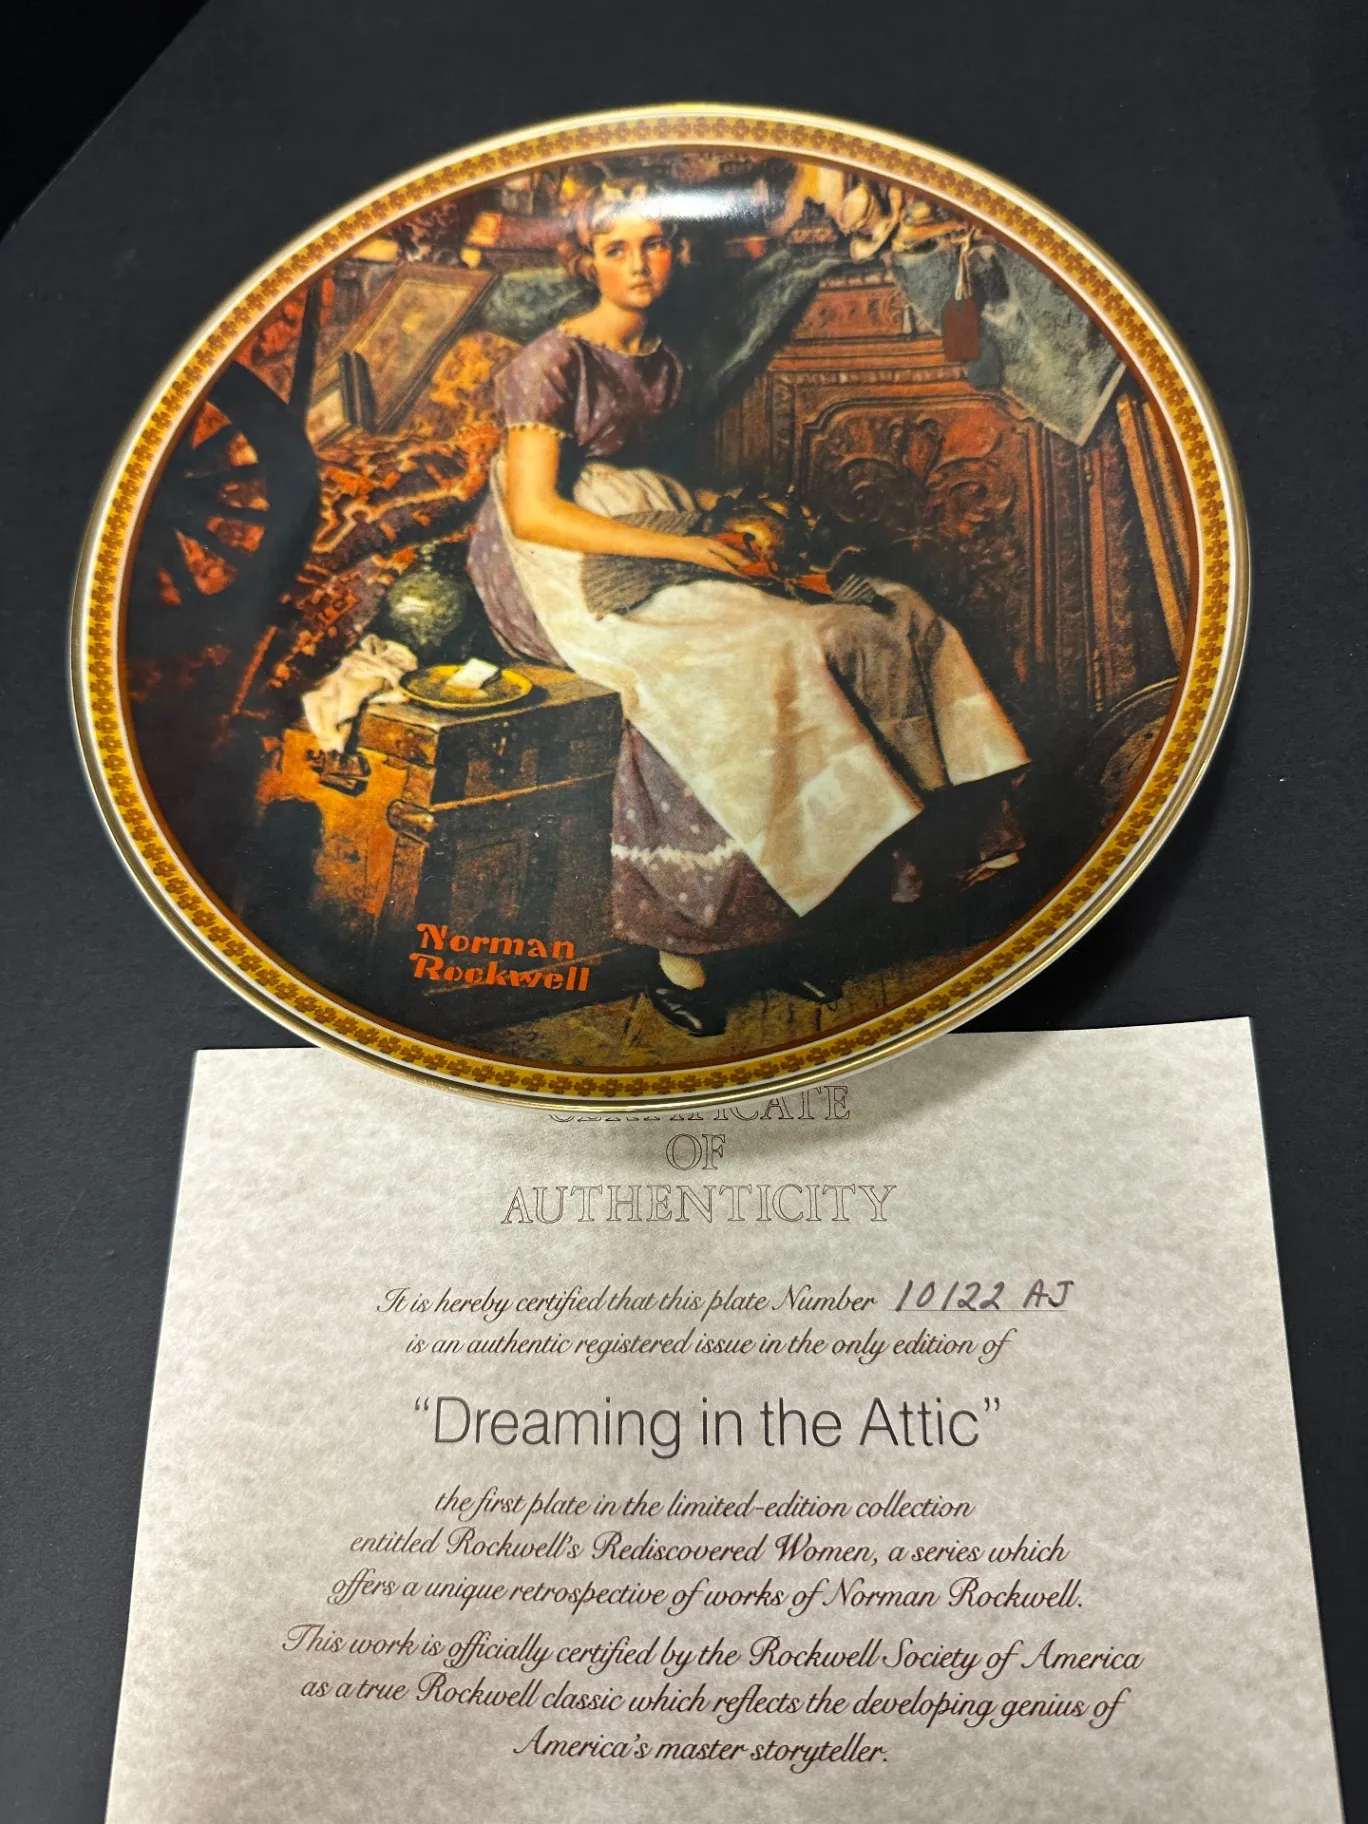 Norman
Rockwell
CERTIFICATE
OF
AUTHENTICITY
It is hereby certified that this plate Number 10122 AJ
is an authentic registered issue in the only edition of
“Dreaming in the Attic”
the first plate in the limited-edition collection
entitled Rockwell's Rediscovered Women, a series which
offers a unique retrospective of works of Norman Rockwell.
This work is officially certified by the Rockwell Society of America
as a true Rockwell classic which reflects the developing genius of
America's master storyteller.